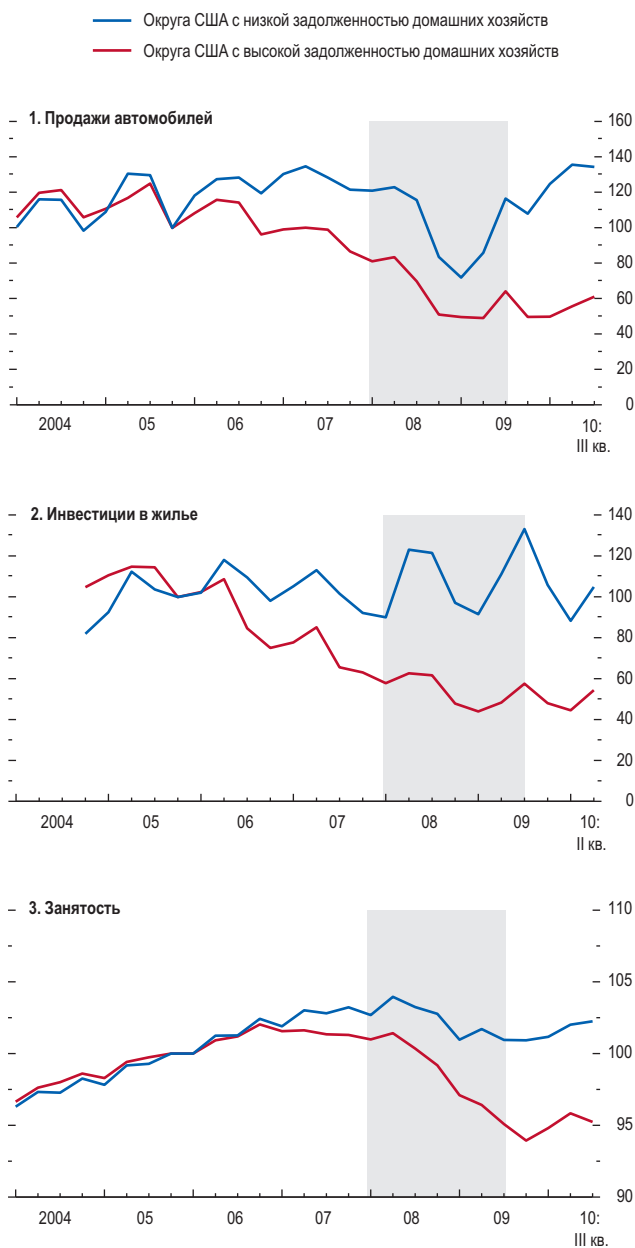 Округа США с низкой задолженностью домашних хозяйств
Округа США с высокой задолженностью домашних хозяйств
1. Продажи автомобилей
160
140
120
100
80
60
40
20
0
2004 05 06 07 08 09 10:
III кв.
2. Инвестиции в жилье
140
120
100
80
60
40
20
0
2004 05 06 07 08 09 10:
II кв.
3. Занятость
110
105
100
95
90
2004 05 06 07 08 09 10:
III кв.